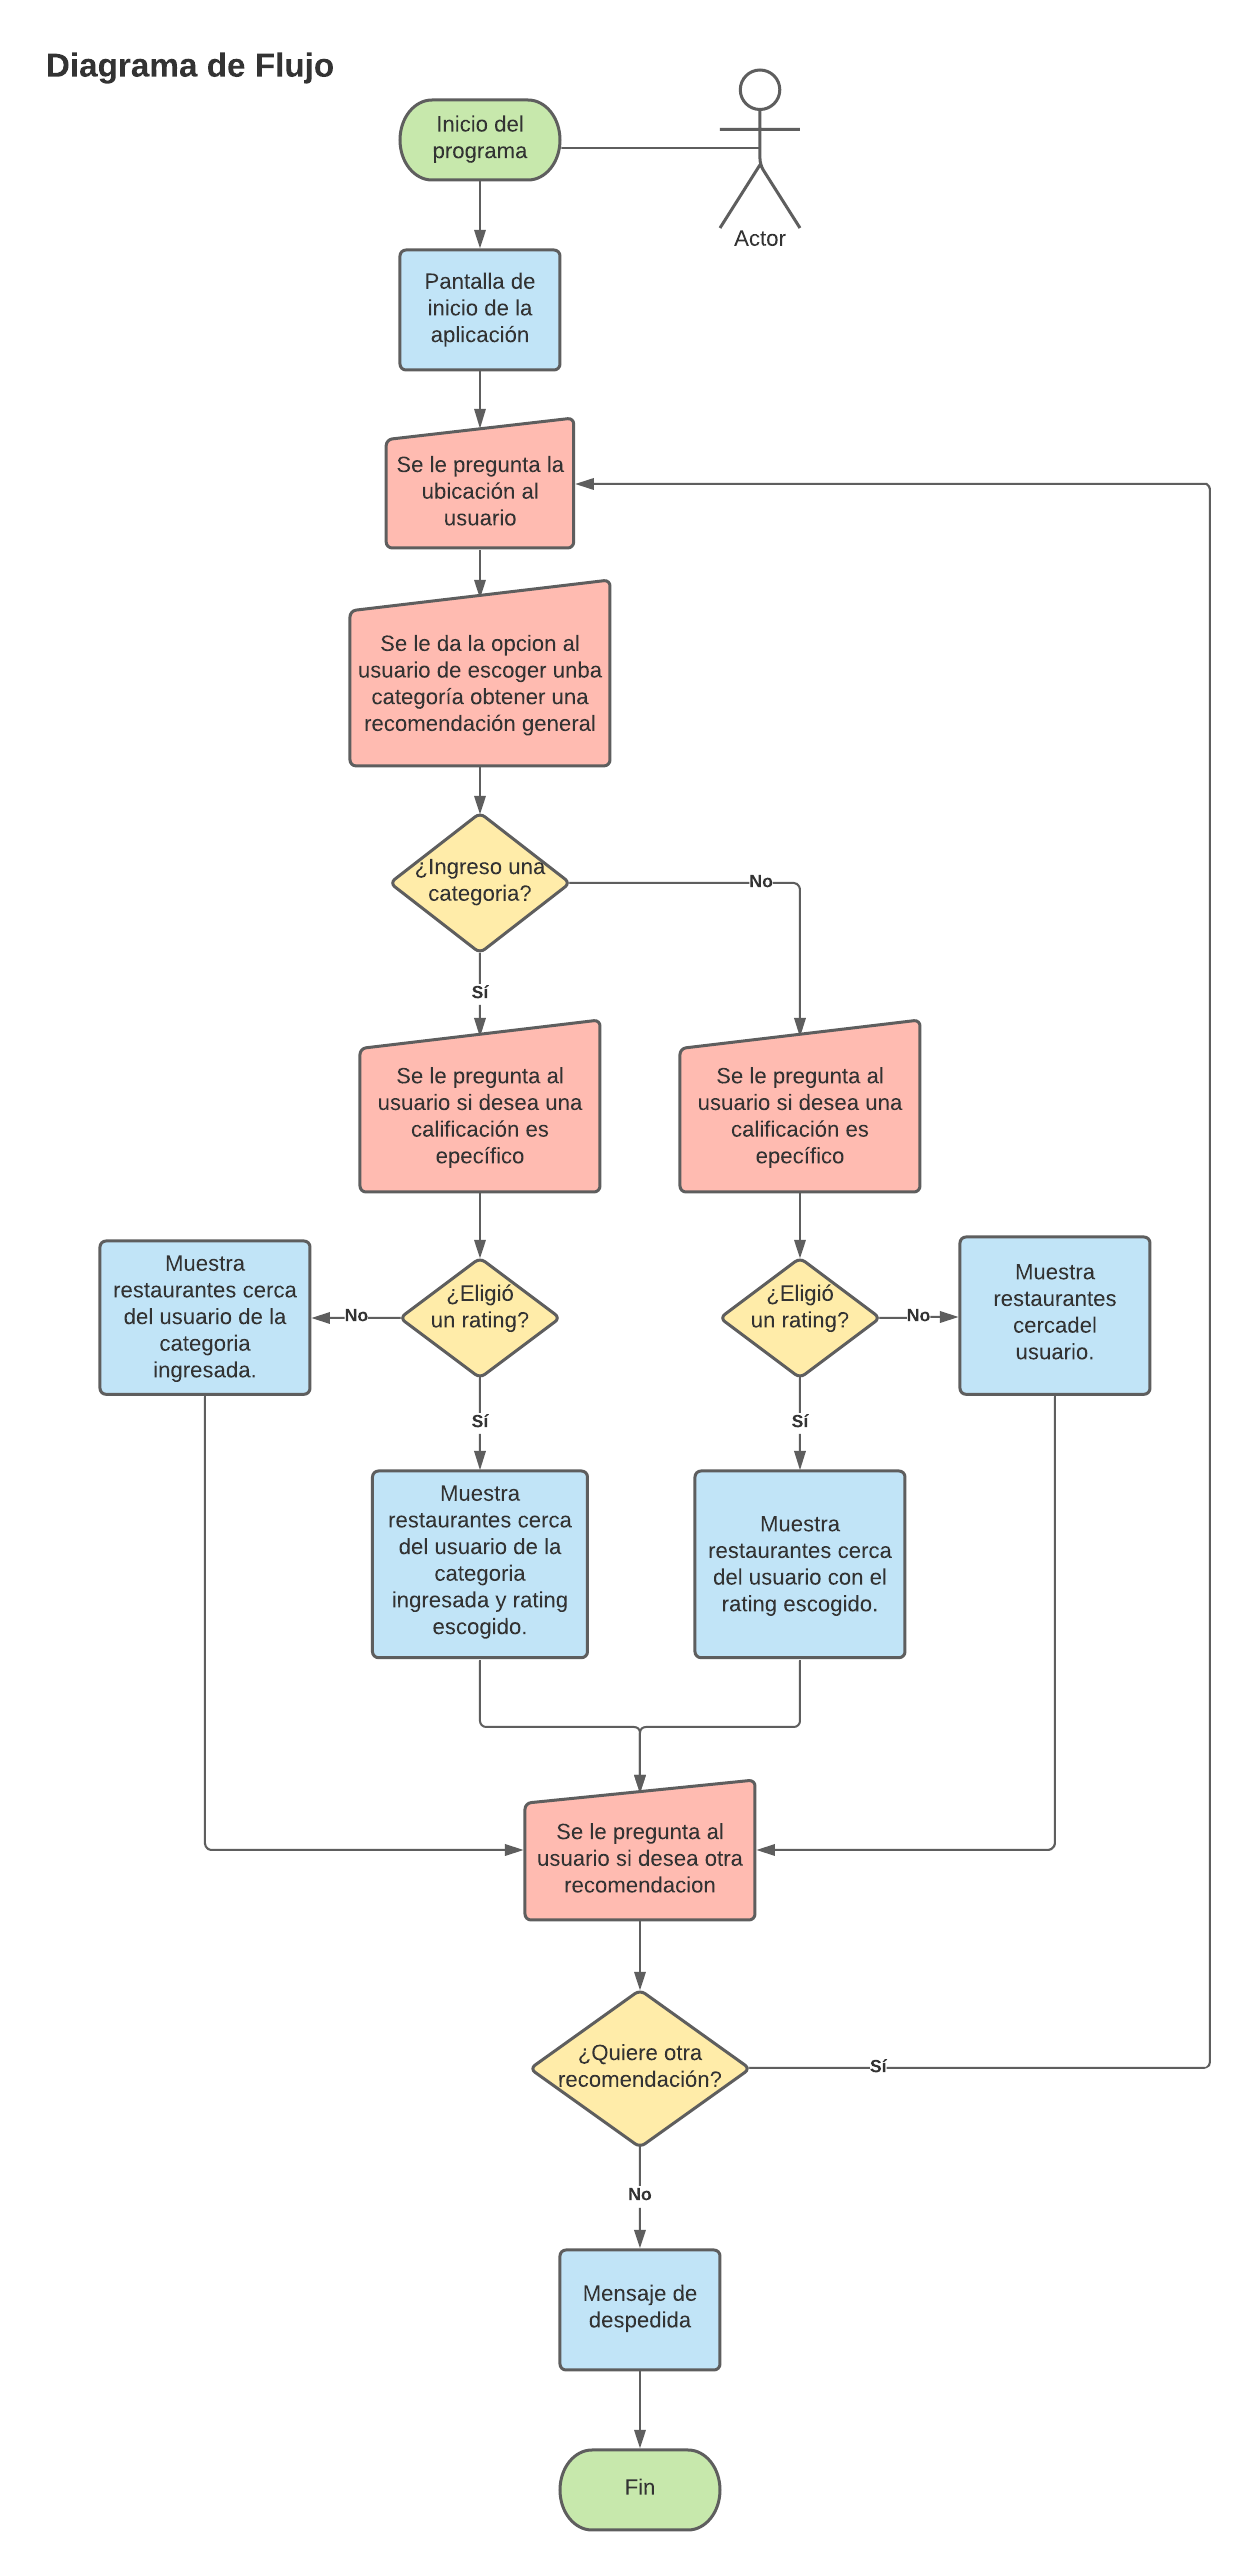 Diagrama de Flujo
Inicio del
programa
Actor
Pantalla de
inicio de la
aplicación
Se le pregunta la
ubicación al
usuario
Se le da la opcion al
usuario de escoger unba
categoría obtener una
recomendación general
¿Ingreso una
categoria?
No
Sí
Se le pregunta al
usuario si desea una
calificación es
epecífico
Se le pregunta al
usuario si desea una
calificación es
epecífico
Muestra
restaurantes cerca
del usuario de la
categoria
ingresada.
No
¿Eligió
un rating?
¿Eligió
un rating?
No
Muestra
restaurantes
cercadel
usuario.
Sí
Sí
Muestra
restaurantes cerca
del usuario de la
categoria
ingresada y rating
escogido.
Muestra
restaurantes cerca
del usuario con el
rating escogido.
Se le pregunta al
usuario si desea otra
recomendacion
¿Quiere otra
recomendación?
Sí
No
Mensaje de
despedida
Fin